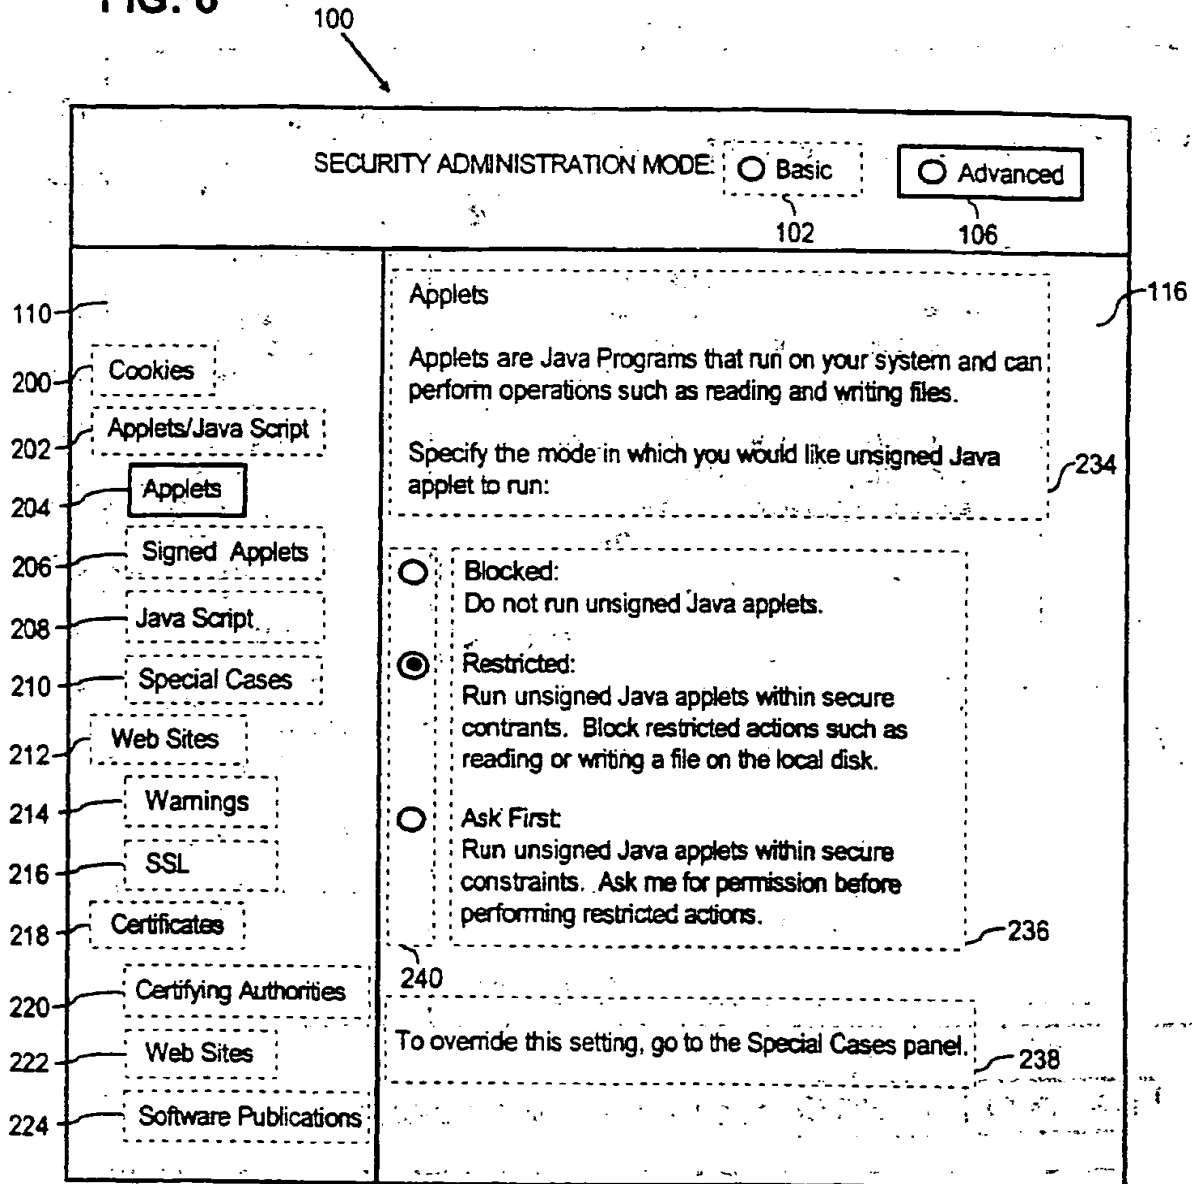 FIG. 6
100
SECURITY ADMINISTRATION MODE: Basic Advanced
102 106
110
116
200 Cookies
202 Applets/Java Script
204 Applets
206 Signed Applets
208 Java Script
210 Special Cases
212 Web Sites
214 Warnings
216 SSL
218 Certificates
220 Certifying Authorities
222 Web Sites
224 Software Publications
Applets
Applets are Java Programs that run on your system and can
perform operations such as reading and writing files.
Specify the mode in which you would like unsigned Java
applet to run:
234
Blocked:
Do not run unsigned Java applets.
Restricted:
Run unsigned Java applets within secure
contrants. Block restricted actions such as
reading or writing a file on the local disk.
Ask First:
Run unsigned Java applets within secure
constraints. Ask me for permission before
performing restricted actions.
236
240
To override this setting, go to the Special Cases panel.
238